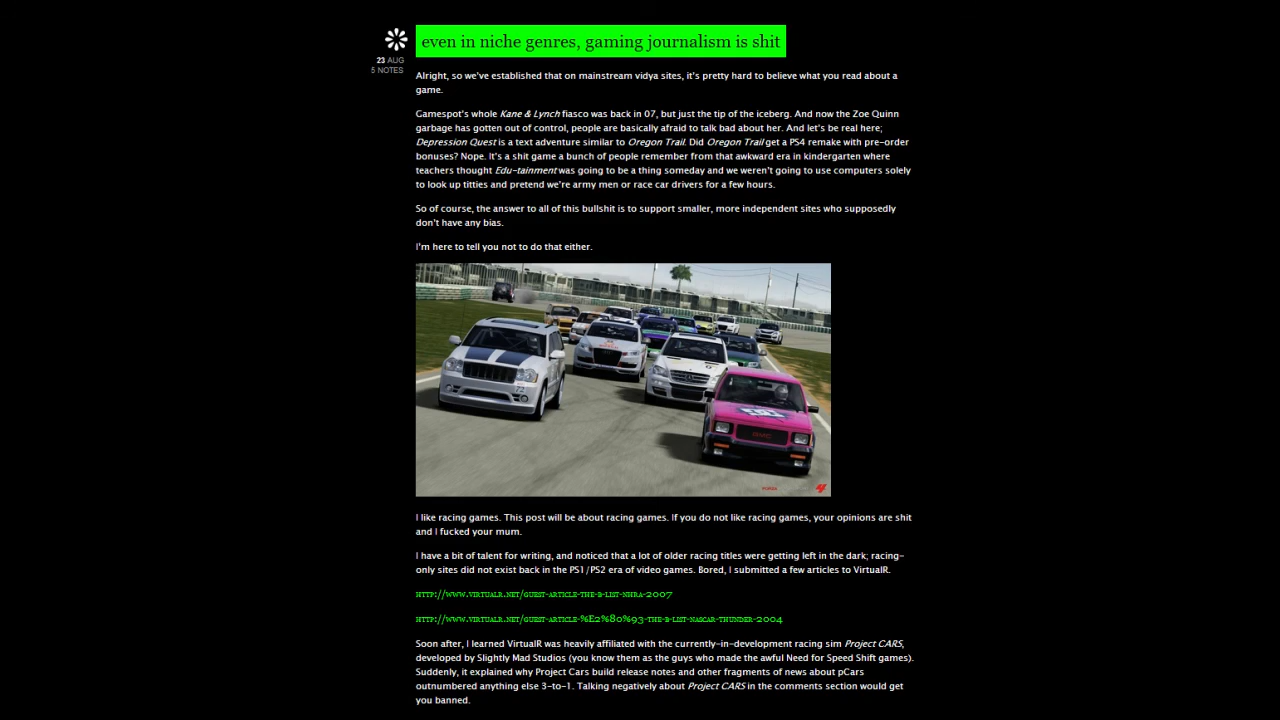 even in niche genres, gaming journalism is shit
23 AUG
5 NOTES
Alright, so we've established that on mainstream vidya sites, it's pretty hard to believe what you read about a
game.
Gamespot's whole Kane & Lynch fiasco was back in 07, but just the tip of the iceberg. And now the Zoe Quinn
garbage has gotten out of control, people are basically afraid to talk bad about her. And let's be real here;
Depression Quest is a text adventure similar to Oregon Trail. Did Oregon Trail get a PS4 remake with pre-order
bonuses? Nope. It's a shit game a bunch of people remember from that awkward era in kindergarten where
teachers thought Edu-tainment was going to be a thing someday and we weren't going to use computers solely
to look up titties and pretend we're army men or race car drivers for a few hours.
So of course, the answer to all of this bullshit is to support smaller, more independent sites who supposedly
don't have any bias.
I'm here to tell you not to do that either.
I like racing games. This post will be about racing games. If you do not like racing games, your opinions are shit
and I fucked your mum.
I have a bit of talent for writing, and noticed that a lot of older racing titles were getting left in the dark; racing-
only sites did not exist back in the PS1/PS2 era of video games. Bored, I submitted a few articles to VirtualR.
http://www.virtualr.net/guest-article-the-b-list-nhra-2007
http://www.virtualr.net/guest-article-%E2%80%93-the-b-list-nascar-thunder-2004
Soon after, I learned VirtualR was heavily affiliated with the currently-in-development racing sim Project CARS,
developed by Slightly Mad Studios (you know them as the guys who made the awful Need for Speed Shift games).
Suddenly, it explained why Project Cars build release notes and other fragments of news about pCars
outnumbered anything else 3-to-1. Talking negatively about Project CARS in the comments section would get
you banned.